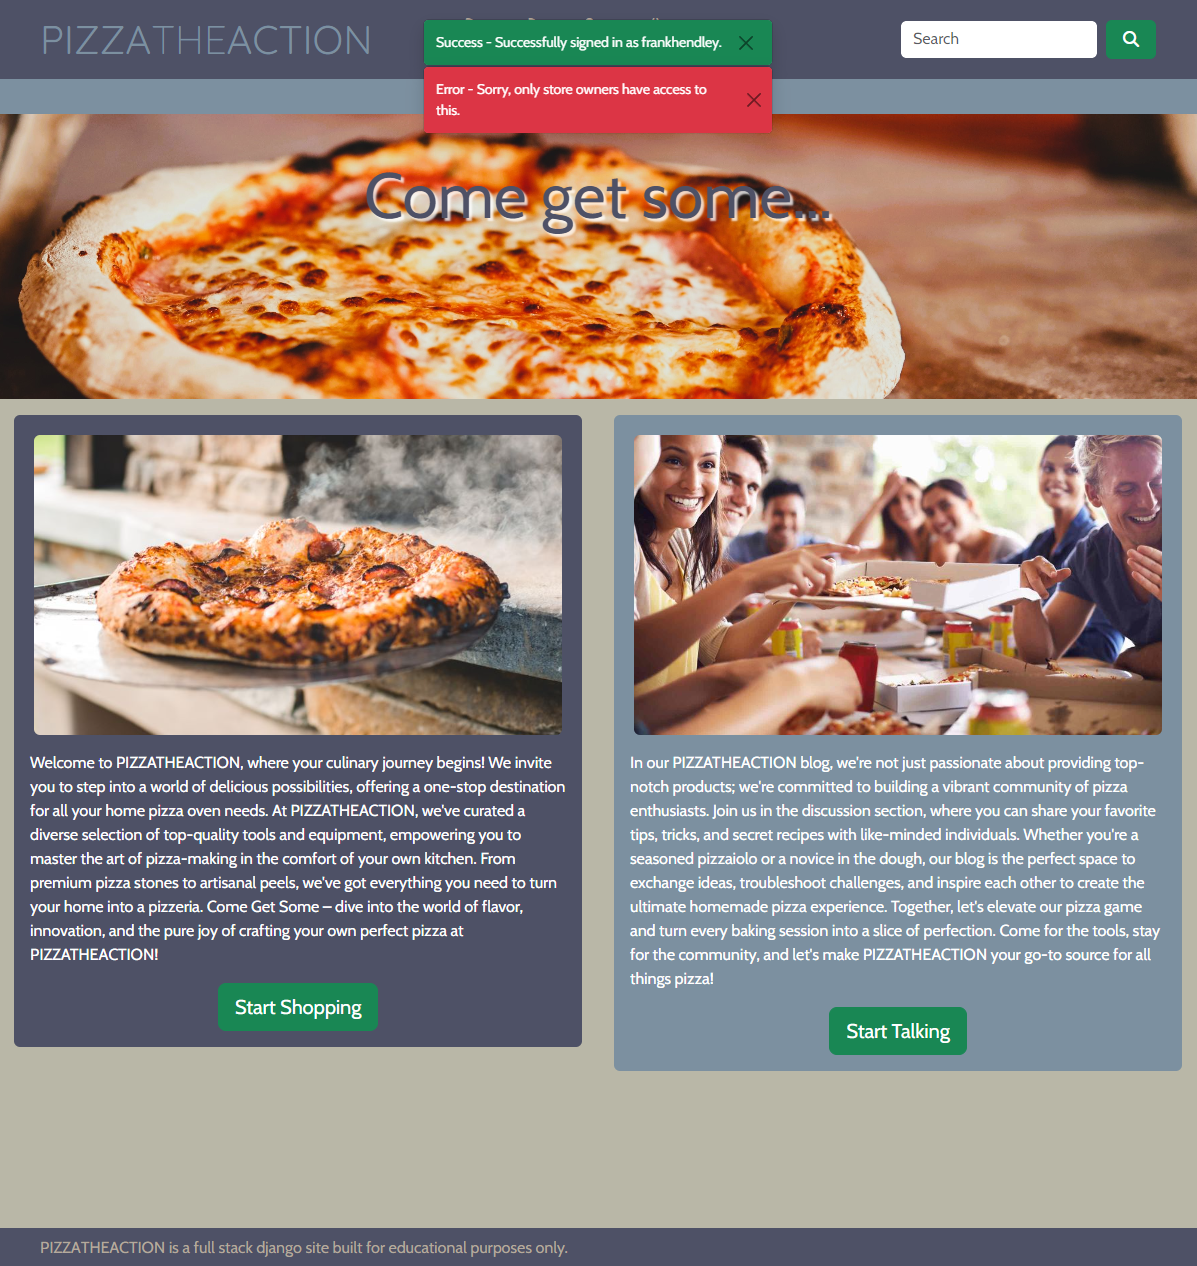 PIZZATHEACTION
Success - Successfully signed in as frankhendley.
Error - Sorry, only store owners have access to
this.
Search
Come get some...
Welcome to PIZZATHEACTION, where your culinary journey begins! We invite
you to step into a world of delicious possibilities, offering a one-stop destination
for all your home pizza oven needs. At PIZZATHEACTION, we've curated a
diverse selection of top-quality tools and equipment, empowering you to
master the art of pizza-making in the comfort of your own kitchen. From
premium pizza stones to artisanal peels, we've got everything you need to turn
your home into a pizzeria. Come Get Some – dive into the world of flavor,
innovation, and the pure joy of crafting your own perfect pizza at
PIZZATHEACTION!
Start Shopping
In our PIZZATHEACTION blog, we're not just passionate about providing top-
notch products; we're committed to building a vibrant community of pizza
enthusiasts. Join us in the discussion section, where you can share your favorite
tips, tricks, and secret recipes with like-minded individuals. Whether you're a
seasoned pizzaiolo or a novice in the dough, our blog is the perfect space to
exchange ideas, troubleshoot challenges, and inspire each other to create the
ultimate homemade pizza experience. Together, let's elevate our pizza game
and turn every baking session into a slice of perfection. Come for the tools, stay
for the community, and let's make PIZZATHEACTION your go-to source for all
things pizza!
Start Talking
PIZZATHEACTION is a full stack django site built for educational purposes only.